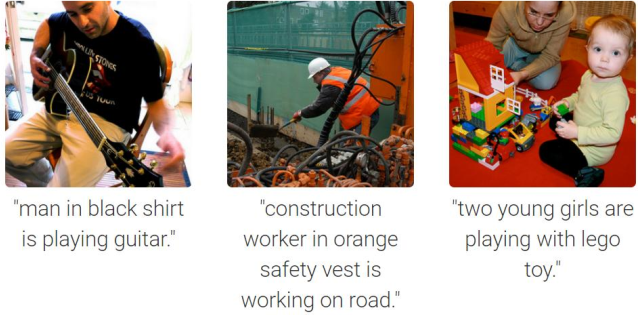 "man in black shirt
is playing guitar."
"construction
worker in orange
safety vest is
working on road."
"two young girls are
playing with lego
toy."